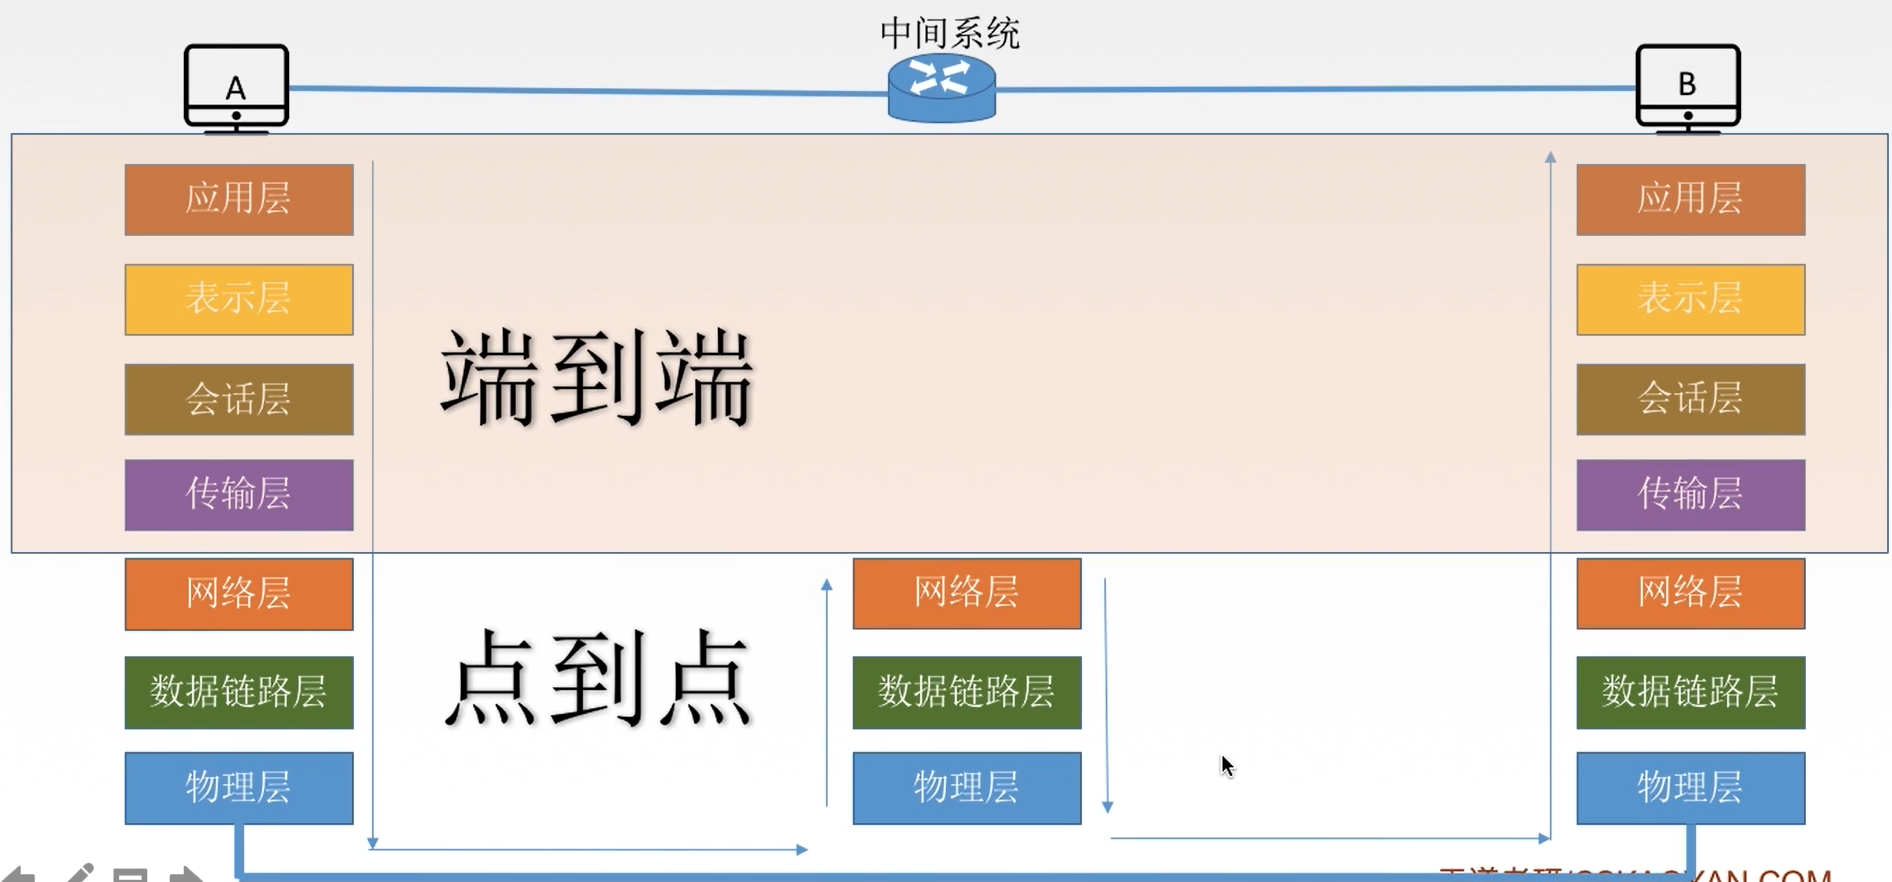 中间系统
A
B
应用层
应用层
表示层
表示层
端到端
会话层
会话层
传输层
传输层
网络层
网络层
网络层
点到点
数据链路层
数据链路层
数据链路层
物理层
物理层
物理层